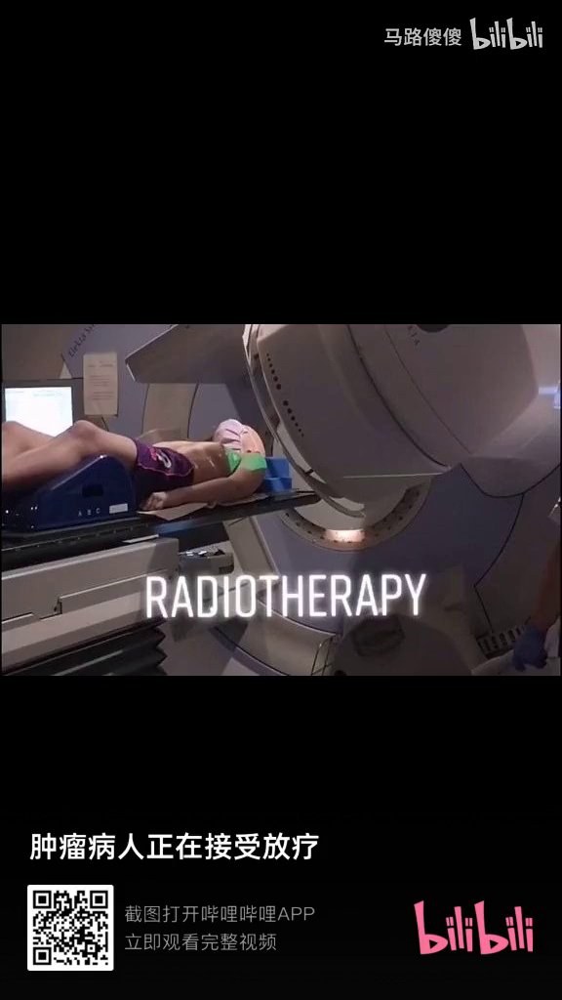 马路傻傻 bilibili
A B C
RADIOTHERAPY
肿瘤病人正在接受放疗
截图打开哔哩哔哩APP
立即观看完整视频
bilibili